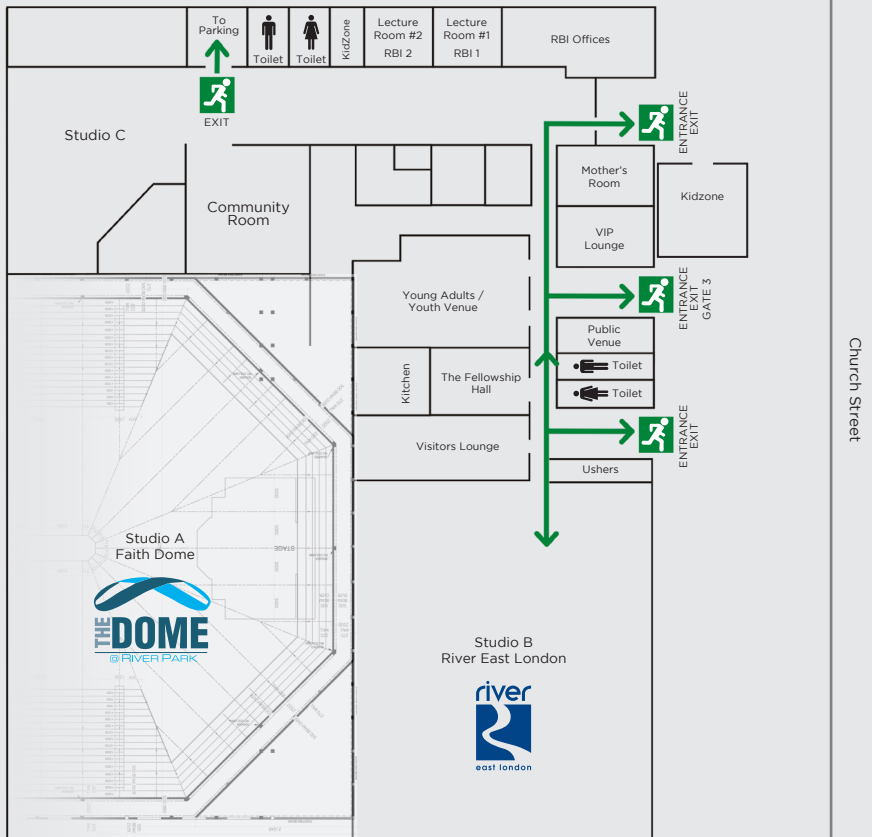 To
Parking
Toilet
Toilet
KidZone
Lecture
Room #2
RBI 2
Lecture
Room #1
RBI 1
RBI Offices
EXIT
Studio C
ENTRANCE
EXIT
Mother's
Room
Kidzone
Community
Room
VIP
Lounge
Young Adults /
Youth Venue
ENTRANCE
EXIT
GATE 3
Public
Venue
Toilet
Toilet
Church Street
Kitchen
The Fellowship
Hall
ENTRANCE
EXIT
Visitors Lounge
Ushers
Studio A
Faith Dome
STAGE
THE DOME
@ RIVER PARK
Studio B
River East London
river
east london